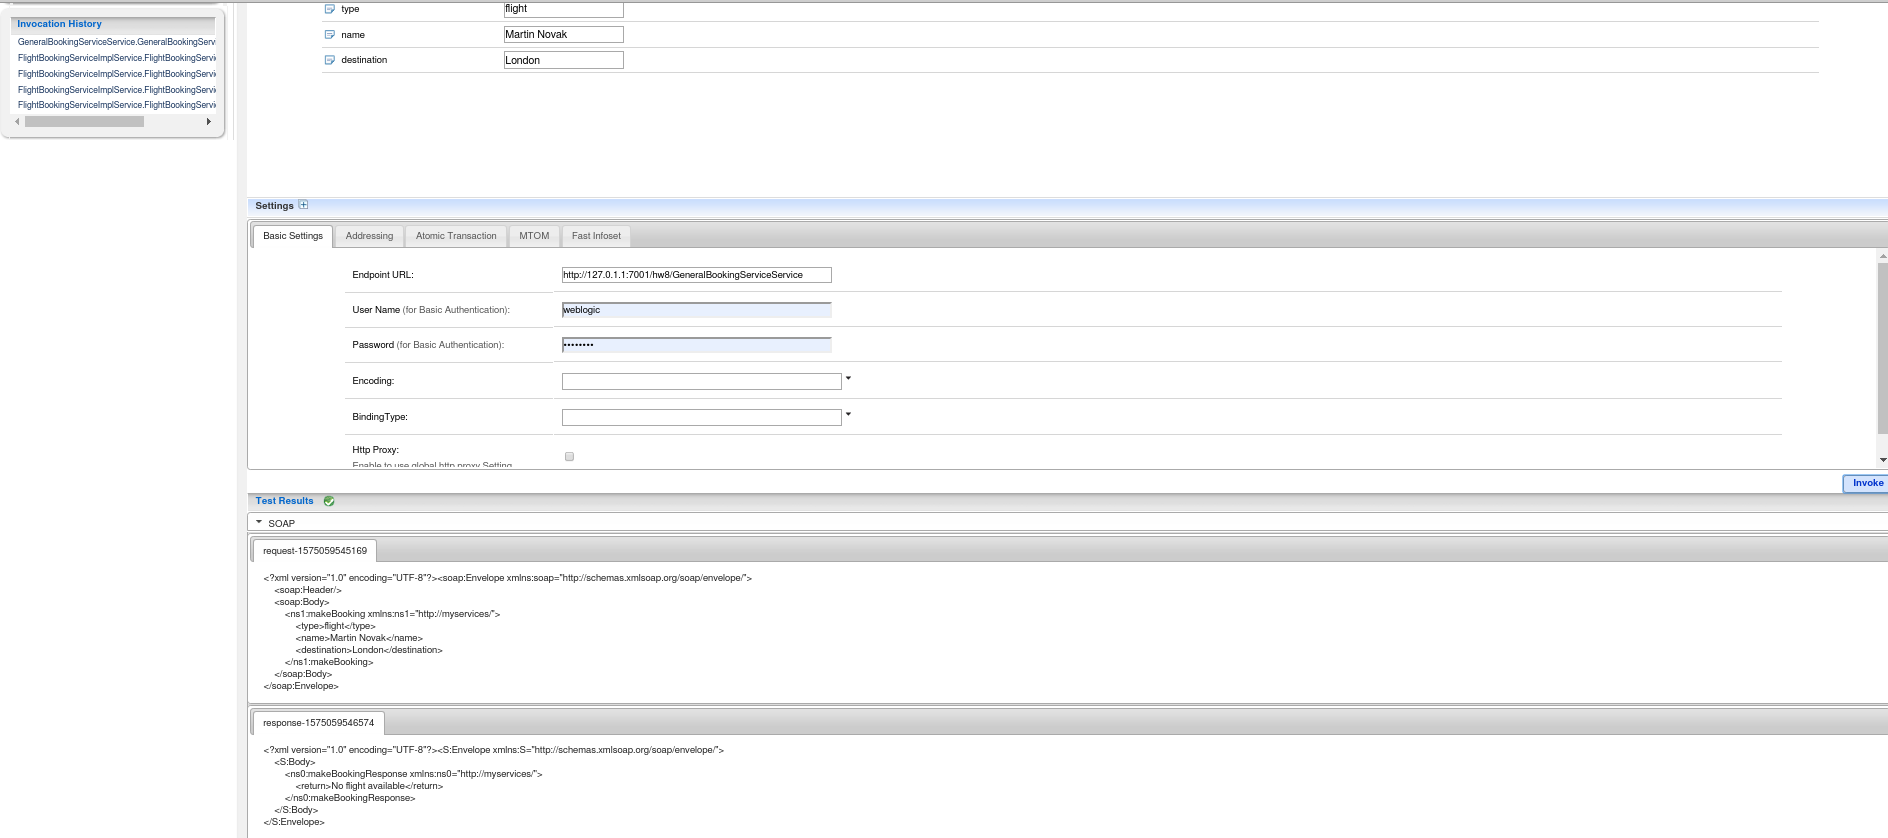 Invocation History
GeneralBookingServiceService.GeneralBookingServ
FlightBookingServiceImplService.FlightBookingServi
FlightBookingServiceImplService.FlightBookingServi
FlightBookingServiceImplService.FlightBookingServi
FlightBookingServiceImplService.FlightBookingServi
type flight
name Martin Novak
destination London
Settings
Basic Settings Addressing Atomic Transaction MTOM Fast Infoset
Endpoint URL: http://127.0.1.1:7001/hw8/GeneralBookingServiceService
User Name (for Basic Authentication): weblogic
Password (for Basic Authentication): ••••••••
Encoding:
BindingType:
Http Proxy:
Enable to use global http proxy Setting
Invoke
Test Results
SOAP
request-1575059545169
<?xml version="1.0" encoding="UTF-8"?><soap:Envelope xmlns:soap="http://schemas.xmlsoap.org/soap/envelope/">
<soap:Header/>
<soap:Body>
<ns1:makeBooking xmlns:ns1="http://myservices/">
<type>flight</type>
<name>Martin Novak</name>
<destination>London</destination>
</ns1:makeBooking>
</soap:Body>
</soap:Envelope>
response-1575059546574
<?xml version="1.0" encoding="UTF-8"?><S:Envelope xmlns:S="http://schemas.xmlsoap.org/soap/envelope/">
<S:Body>
<ns0:makeBookingResponse xmlns:ns0="http://myservices/">
<return>No flight available</return>
</ns0:makeBookingResponse>
</S:Body>
</S:Envelope>